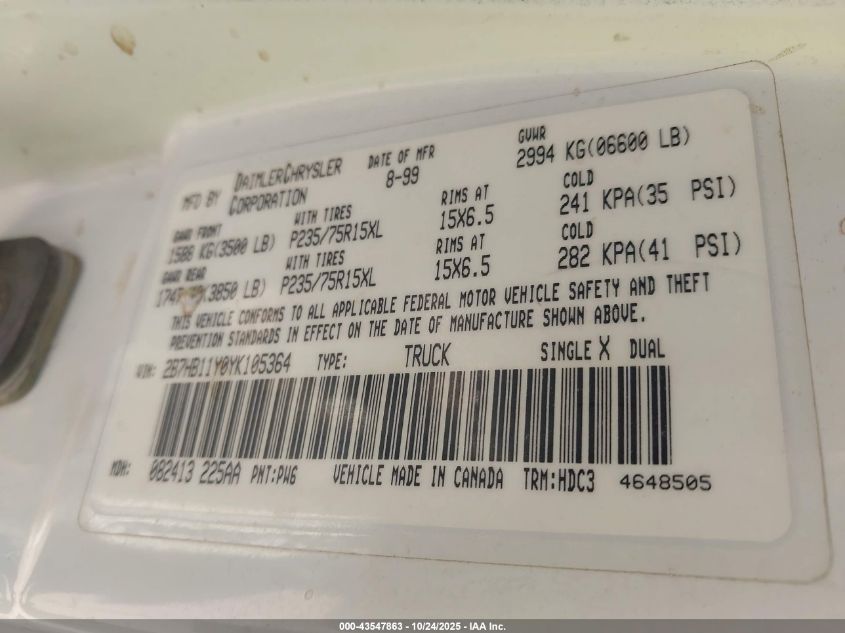 MFD BY DAIMLERCHRYSLER CORPORATION
DATE OF MFR 8-99
GVWR 2994 KG(06600 LB)
GAWR FRONT
1588 KG(3500 LB)
WITH TIRES
P235/75R15XL
RIMS AT
15X6.5
COLD
241 KPA(35 PSI)
GAWR REAR
(3850 LB)
WITH TIRES
P235/75R15XL
RIMS AT
15X6.5
COLD
282 KPA(41 PSI)
THIS VEHICLE CONFORMS TO ALL APPLICABLE FEDERAL MOTOR VEHICLE SAFETY AND THEFT
PREVENTION STANDARDS IN EFFECT ON THE DATE OF MANUFACTURE SHOWN ABOVE.
VIN: 2B7HB11Y0YK105364 TYPE: TRUCK SINGLE X DUAL
MDH: 082413 225AA PNT:PW6 VEHICLE MADE IN CANADA TRM:HDC3 4648505
000-43547863 - 10/24/2025 - IAA Inc.